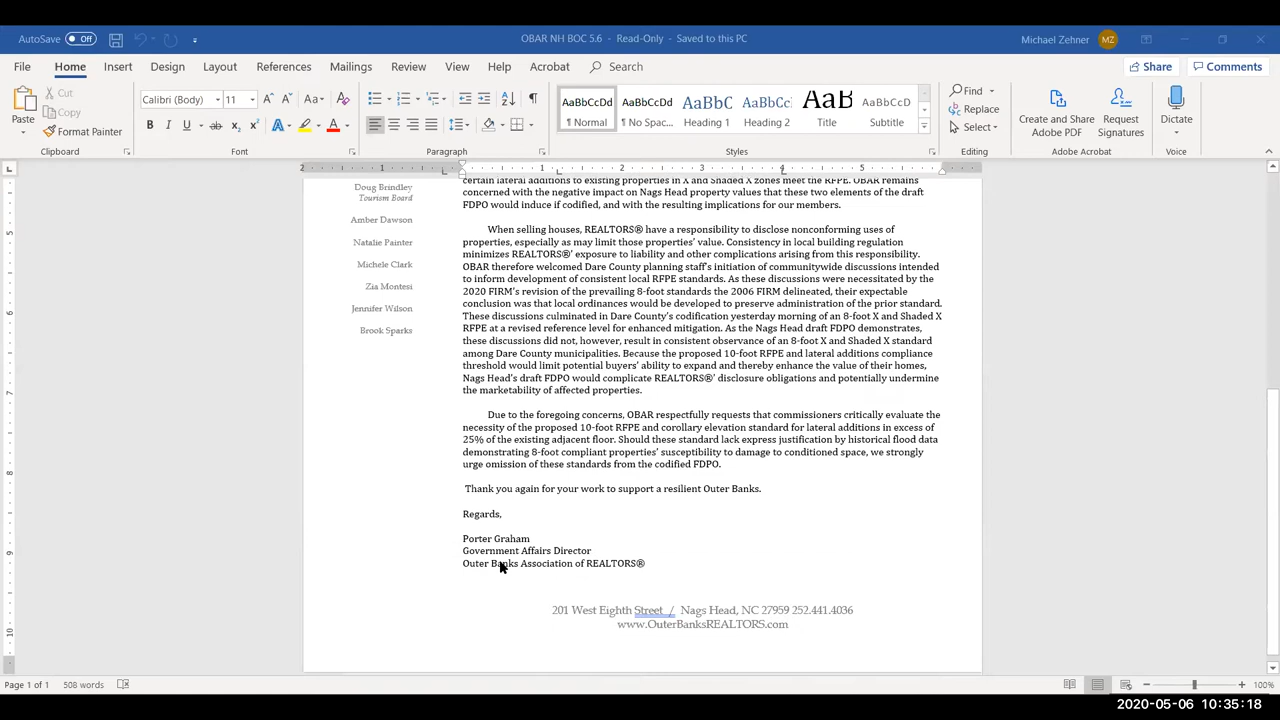 AutoSave Off
OBAR NH BOC 5.6 - Read-Only - Saved to this PC
Michael Zehner MZ
File Home Insert Draw Design Layout References Mailings Review View Help Acrobat Search
Share Comments
Paste
Cut
Copy
Format Painter
Clipboard
Calibri (Body) 11
Font
Paragraph
AaBbCcDd AaBbCcDd AaBbC AaBbCc AaB AaBbCcD
¶ Normal ¶ No Spac... Heading 1 Heading 2 Title Subtitle
Styles
Find
Replace
Select
Editing
Create and Share Adobe PDF
Request Signatures
Adobe Acrobat
Dictate
Voice
Doug Brindley
Tourism Board
Amber Dawson
Natalie Painter
Michele Clark
Zia Montesi
Jennifer Wilson
Brook Sparks
certain lateral additions to existing properties in X and Shaded X zones meet the RFPE. OBAR remains
concerned with the negative impact on Nags Head property values that these two elements of the draft
FDPO would induce if codified, and with the resulting implications for our members.
When selling houses, REALTORS® have a responsibility to disclose nonconforming uses of
properties, especially as may limit those properties' value. Consistency in local building regulation
minimizes REALTORS®' exposure to liability and other complications arising from this responsibility.
OBAR therefore welcomed Dare County planning staff's initiation of communitywide discussions intended
to inform development of consistent local RFPE standards. As these discussions were necessitated by the
2020 FIRM's revision of the prevailing 8-foot standards the 2006 FIRM delineated, their expectable
conclusion was that local ordinances would be developed to preserve administration of the prior standard.
These discussions culminated in Dare County's codification yesterday morning of an 8-foot X and Shaded X
RFPE at a revised reference level for enhanced mitigation. As the Nags Head draft FDPO demonstrates,
these discussions did not, however, result in consistent observance of an 8-foot X and Shaded X standard
among Dare County municipalities. Because the proposed 10-foot RFPE and lateral additions compliance
threshold would limit potential buyers' ability to expand and thereby enhance the value of their homes,
Nags Head's draft FDPO would complicate REALTORS®' disclosure obligations and potentially undermine
the marketability of affected properties.
Due to the foregoing concerns, OBAR respectfully requests that commissioners critically evaluate the
necessity of the proposed 10-foot RFPE and corollary elevation standard for lateral additions in excess of
25% of the existing adjacent floor. Should these standard lack express justification by historical flood data
demonstrating 8-foot compliant properties' susceptibility to damage to conditioned space, we strongly
urge omission of these standards from the codified FDPO.
Thank you again for your work to support a resilient Outer Banks.
Regards,
Porter Graham
Government Affairs Director
Outer Banks Association of REALTORS®
201 West Eighth Street / Nags Head, NC 27959 252.441.4036
www.OuterBanksREALTORS.com
Page 1 of 1 508 words
100%
2020-05-06 10:35:18